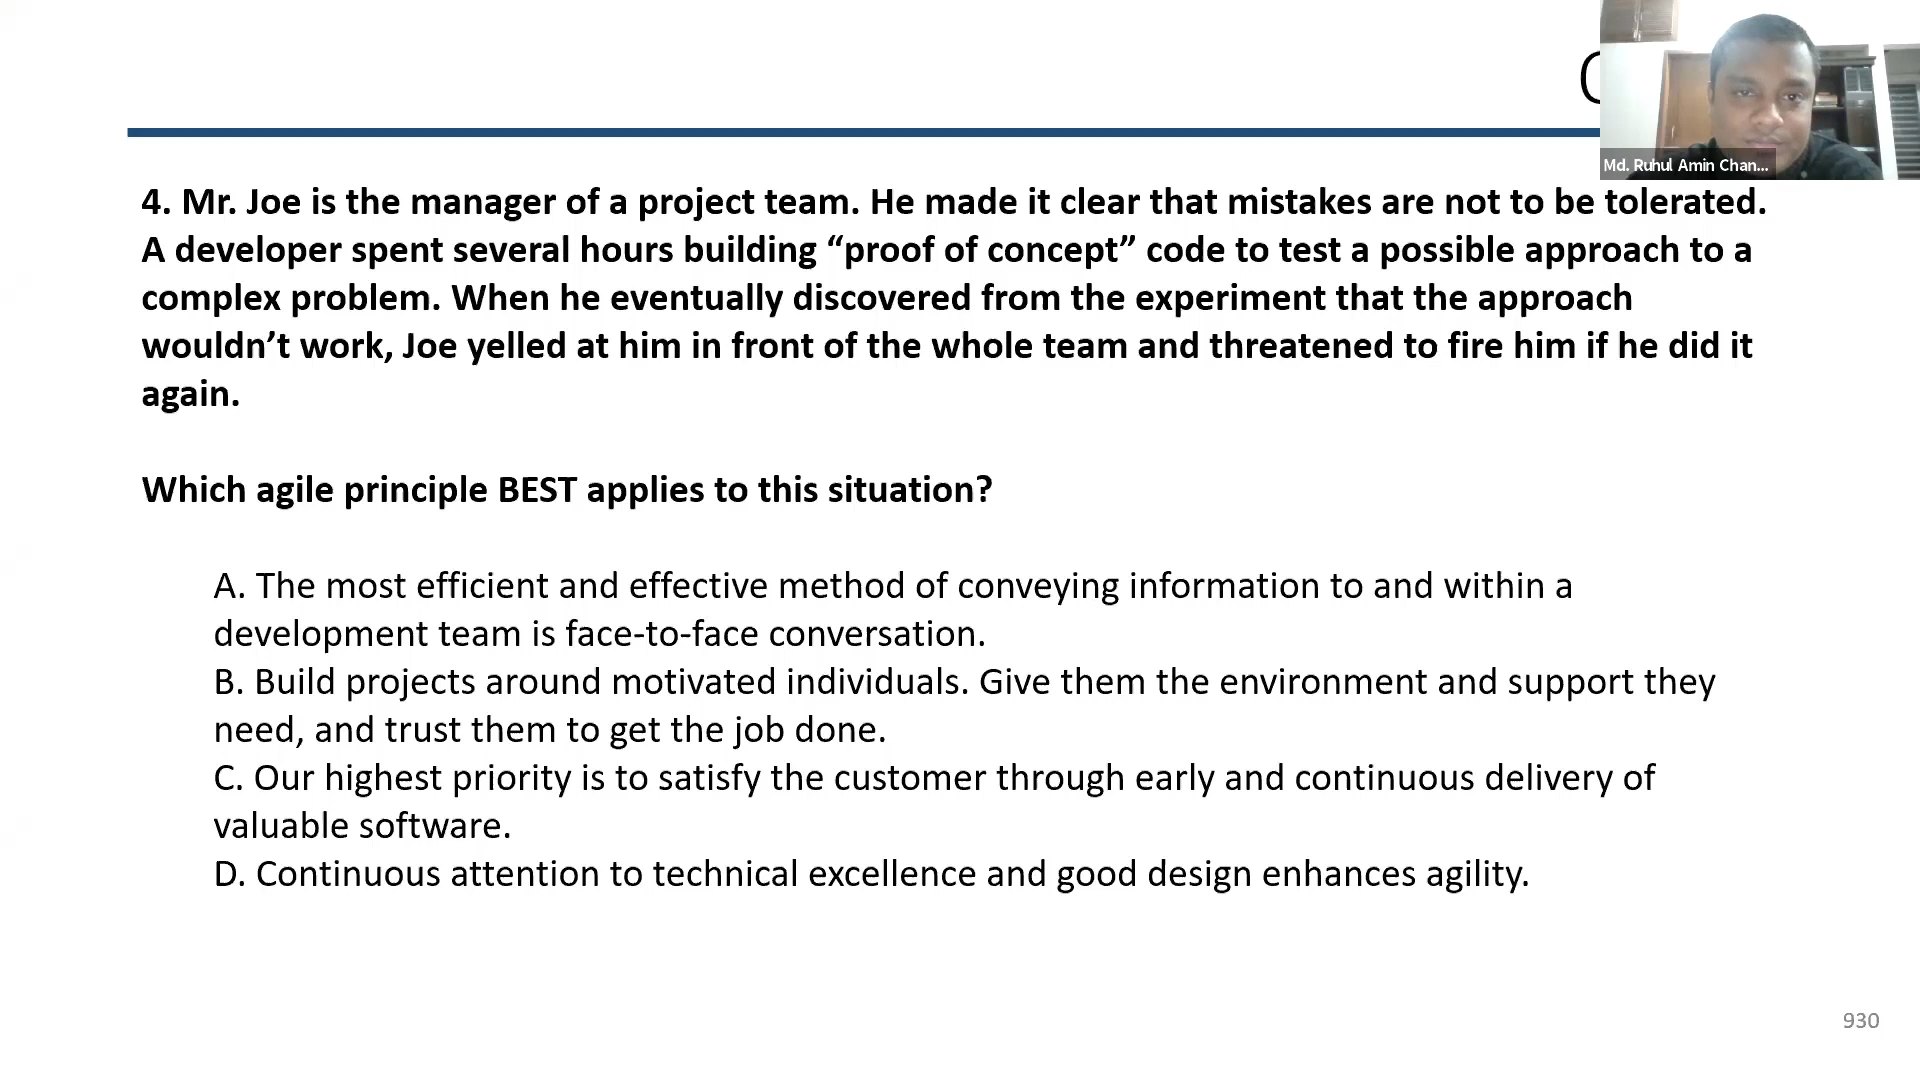 Md. Ruhul Amin Chan...
4. Mr. Joe is the manager of a project team. He made it clear that mistakes are not to be tolerated.
A developer spent several hours building “proof of concept” code to test a possible approach to a
complex problem. When he eventually discovered from the experiment that the approach
wouldn’t work, Joe yelled at him in front of the whole team and threatened to fire him if he did it
again.
Which agile principle BEST applies to this situation?
A. The most efficient and effective method of conveying information to and within a
development team is face-to-face conversation.
B. Build projects around motivated individuals. Give them the environment and support they
need, and trust them to get the job done.
C. Our highest priority is to satisfy the customer through early and continuous delivery of
valuable software.
D. Continuous attention to technical excellence and good design enhances agility.
930